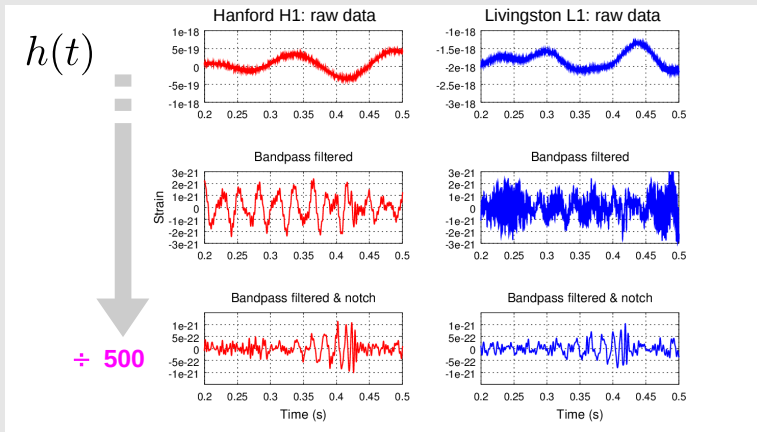 h(t)
÷ 500
Hanford H1: raw data
1e-18
5e-19
0
-5e-19
-1e-18
0.2 0.25 0.3 0.35 0.4 0.45 0.5
Livingston L1: raw data
-1e-18
-1.5e-18
-2e-18
-2.5e-18
-3e-18
0.2 0.25 0.3 0.35 0.4 0.45 0.5
Bandpass filtered
Strain
3e-21
2e-21
1e-21
0
-1e-21
-2e-21
-3e-21
0.2 0.25 0.3 0.35 0.4 0.45 0.5
Bandpass filtered
3e-21
2e-21
1e-21
0
-1e-21
-2e-21
-3e-21
0.2 0.25 0.3 0.35 0.4 0.45 0.5
Bandpass filtered & notch
1e-21
5e-22
0
-5e-22
-1e-21
0.2 0.25 0.3 0.35 0.4 0.45 0.5
Time (s)
Bandpass filtered & notch
1e-21
5e-22
0
-5e-22
-1e-21
0.2 0.25 0.3 0.35 0.4 0.45 0.5
Time (s)